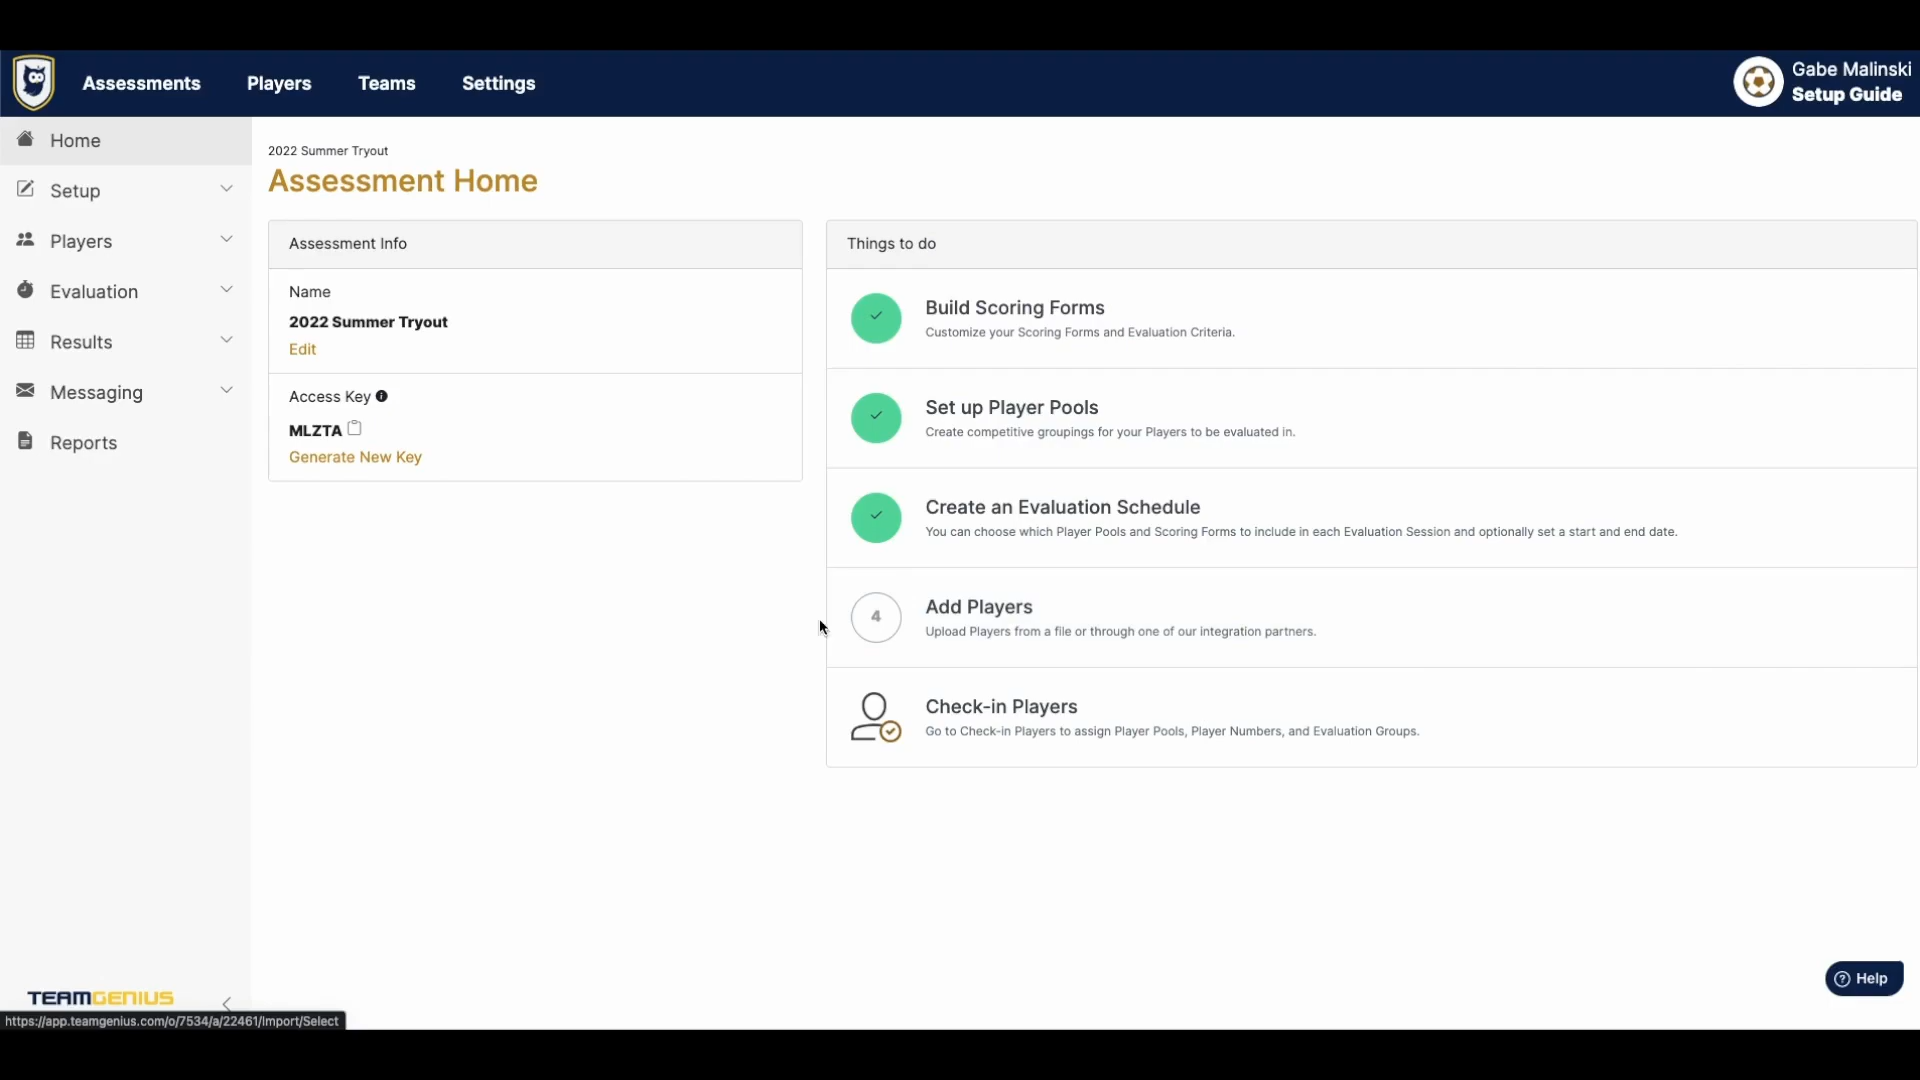 Assessments
Players
Teams
Settings
Gabe Malinski
Setup Guide
Home
Setup
Players
Evaluation
Results
Messaging
Reports
2022 Summer Tryout
Assessment Home
Assessment Info
Name
2022 Summer Tryout
Edit
Access Key
MLZTA
Generate New Key
Things to do
Build Scoring Forms
Customize your Scoring Forms and Evaluation Criteria.
Set up Player Pools
Create competitive groupings for your Players to be evaluated in.
Create an Evaluation Schedule
You can choose which Player Pools and Scoring Forms to include in each Evaluation Session and optionally set a start and end date.
4
Add Players
Upload Players from a file or through one of our integration partners.
Check-in Players
Go to Check-in Players to assign Player Pools, Player Numbers, and Evaluation Groups.
Help
TEAMGENIUS
https://app.teamgenius.com/o/7534/a/22461/Import/Select